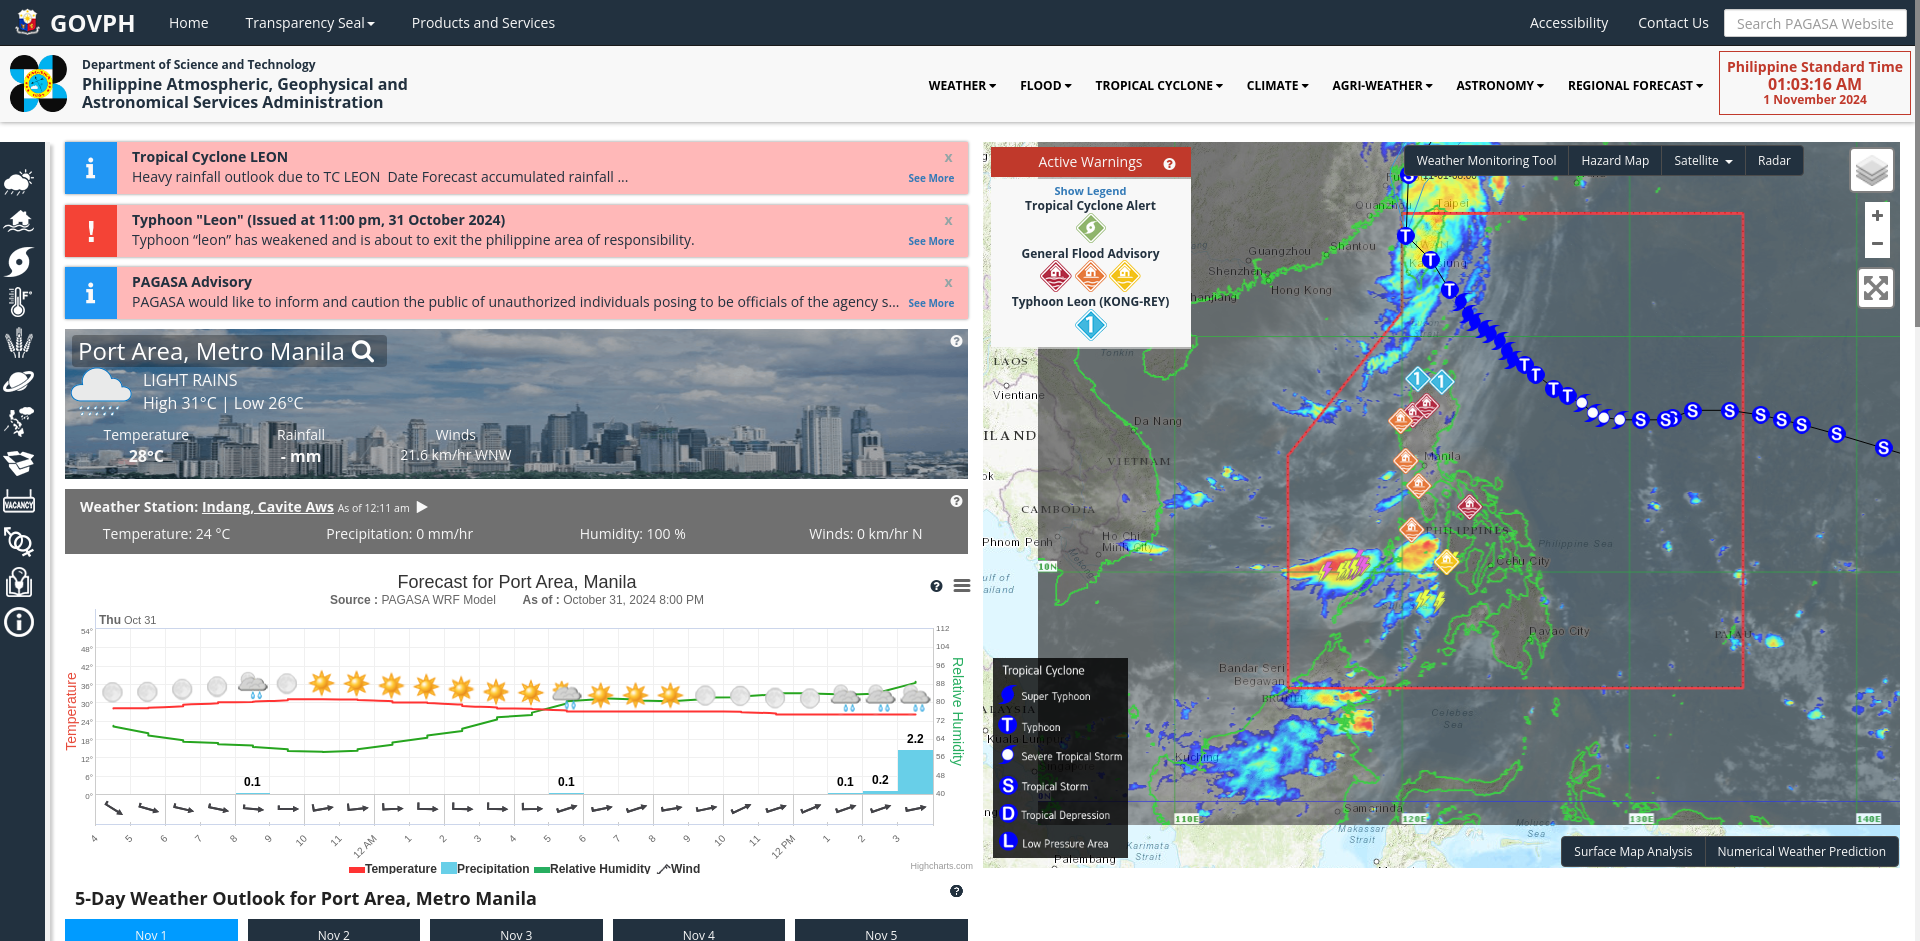 GOVPH
Home
Transparency Seal
Products and Services
Accessibility
Contact Us
Search PAGASA Website
Department of Science and Technology
Philippine Atmospheric, Geophysical and
Astronomical Services Administration
WEATHER
FLOOD
TROPICAL CYCLONE
CLIMATE
AGRI-WEATHER
ASTRONOMY
REGIONAL FORECAST
Philippine Standard Time
01:03:16 AM
1 November 2024
VACANCY
Tropical Cyclone LEON
x
Heavy rainfall outlook due to TC LEON Date Forecast accumulated rainfall ...
See More
Typhoon "Leon" (Issued at 11:00 pm, 31 October 2024)
x
Typhoon “leon” has weakened and is about to exit the philippine area of responsibility.
See More
PAGASA Advisory
x
PAGASA would like to inform and caution the public of unauthorized individuals posing to be officials of the agency s...
See More
Port Area, Metro Manila
LIGHT RAINS
High 31°C | Low 26°C
Temperature
Rainfall
Winds
28°C
- mm
21.6 km/hr WNW
Weather Station: Indang, Cavite Aws As of 12:11 am
Temperature: 24 °C
Precipitation: 0 mm/hr
Humidity: 100 %
Winds: 0 km/hr N
Forecast for Port Area, Manila
Source : PAGASA WRF Model As of : October 31, 2024 8:00 PM
Thu Oct 31
54°
48°
42°
36°
30°
24°
18°
12°
6°
0°
Temperature
112
104
96
88
80
72
64
56
48
40
Relative Humidity
0.1
0.1
0.1
0.2
2.2
4
5
6
7
8
9
10
11
12 AM
1
2
3
4
5
6
7
8
9
10
11
12 PM
1
2
3
Temperature
Precipitation
Relative Humidity
Wind
Highcharts.com
5-Day Weather Outlook for Port Area, Metro Manila
Nov 1
Nov 2
Nov 3
Nov 4
Nov 5
Active Warnings
Show Legend
Tropical Cyclone Alert
General Flood Advisory
Typhoon Leon (KONG-REY)
1
Weather Monitoring Tool
Hazard Map
Satellite
Radar
+
−
Quanzhou
Taipei
Guangzhou
Shantou
Shenzhen
Hong Kong
Tonkin
LAOS
Vientiane
Da Nang
VIETNAM
CAMBODIA
Phnom Penh
Ho Chi
Minh City
10N
Manila
PHILIPPINES
Philippine Sea
Cebu City
Davao City
PALAU
Bandar Seri
Begawan
BRUNEI
Celebes
Sea
Kuching
Samarinda
110E
120E
130E
140E
Makassar
Strait
Karimata
Strait
Palembang
Tropical Cyclone
Super Typhoon
T Typhoon
Severe Tropical Storm
S Tropical Storm
D Tropical Depression
L Low Pressure Area
Surface Map Analysis
Numerical Weather Prediction